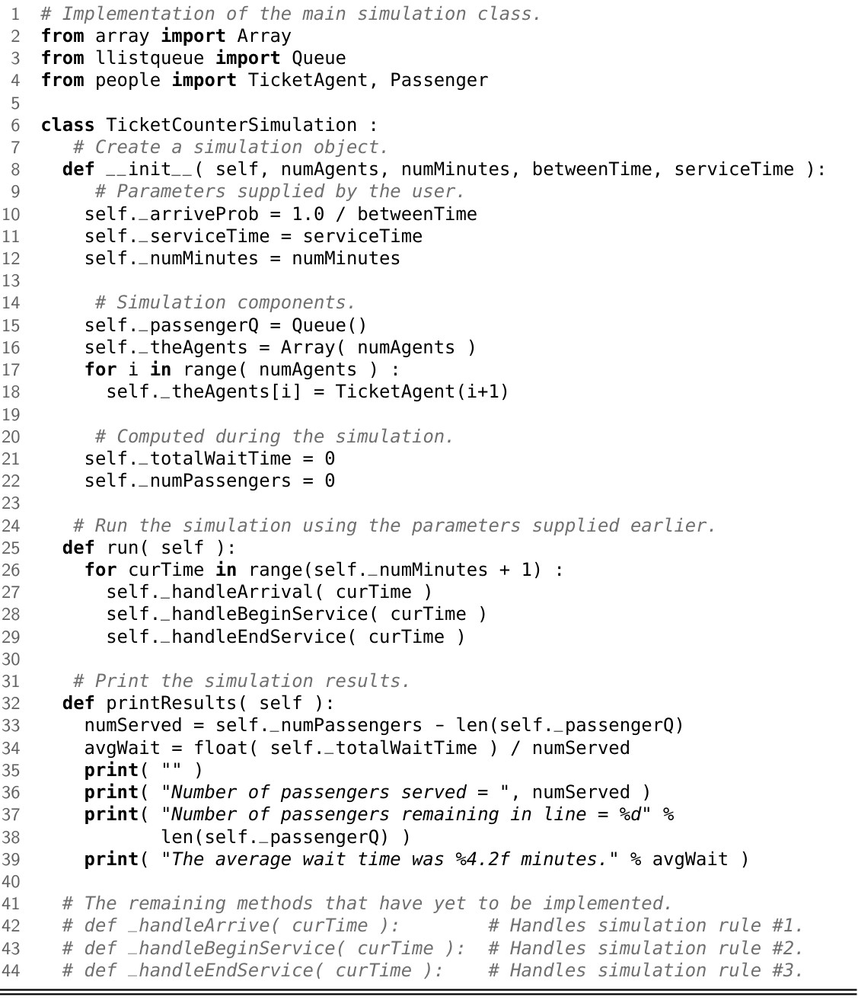 1 # Implementation of the main simulation class.
2 from array import Array
3 from llistqueue import Queue
4 from people import TicketAgent, Passenger
5
6 class TicketCounterSimulation :
7    # Create a simulation object.
8   def __init__( self, numAgents, numMinutes, betweenTime, serviceTime ):
9      # Parameters supplied by the user.
10     self._arriveProb = 1.0 / betweenTime
11     self._serviceTime = serviceTime
12     self._numMinutes = numMinutes
13
14      # Simulation components.
15     self._passengerQ = Queue()
16     self._theAgents = Array( numAgents )
17     for i in range( numAgents ) :
18       self._theAgents[i] = TicketAgent(i+1)
19
20      # Computed during the simulation.
21     self._totalWaitTime = 0
22     self._numPassengers = 0
23
24    # Run the simulation using the parameters supplied earlier.
25   def run( self ):
26     for curTime in range(self._numMinutes + 1) :
27       self._handleArrival( curTime )
28       self._handleBeginService( curTime )
29       self._handleEndService( curTime )
30
31    # Print the simulation results.
32   def printResults( self ):
33     numServed = self._numPassengers - len(self._passengerQ)
34     avgWait = float( self._totalWaitTime ) / numServed
35     print( "" )
36     print( "Number of passengers served = ", numServed )
37     print( "Number of passengers remaining in line = %d" %
38            len(self._passengerQ) )
39     print( "The average wait time was %4.2f minutes." % avgWait )
40
41   # The remaining methods that have yet to be implemented.
42   # def _handleArrive( curTime ):        # Handles simulation rule #1.
43   # def _handleBeginService( curTime ):  # Handles simulation rule #2.
44   # def _handleEndService( curTime ):    # Handles simulation rule #3.